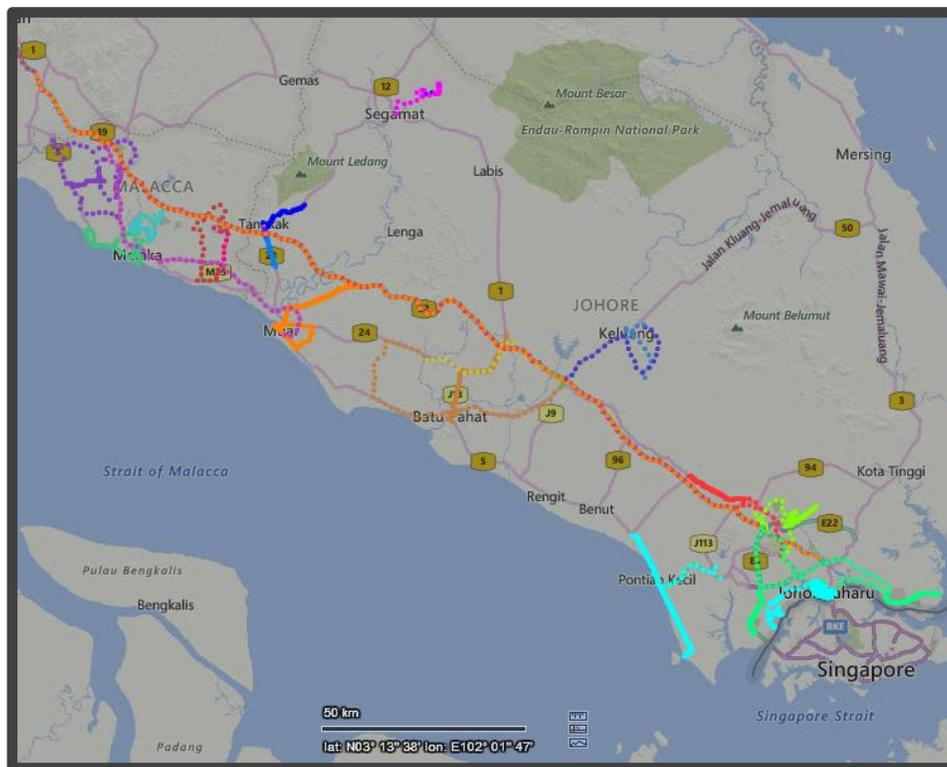 1
Gemas
12
Segamat
Mount Besar
Endau-Rompin National Park
19
Mount Ledang
Labis
Mersing
MALACCA
Lenga
Jalan Kluang-Jemaluang
50
Jalan Mawai-Jemaluang
1
JOHORE
24
Keluang
Mount Belumut
J9
3
5
96
94
Kota Tinggi
Strait of Malacca
Rengit
Benut
E22
J113
Pulau Bengkalis
Bengkalis
Pontian Kecil
BKE
Singapore
50 km
Singapore Strait
Padang
lat: N03° 13" 38' lon: E102° 01" 47'